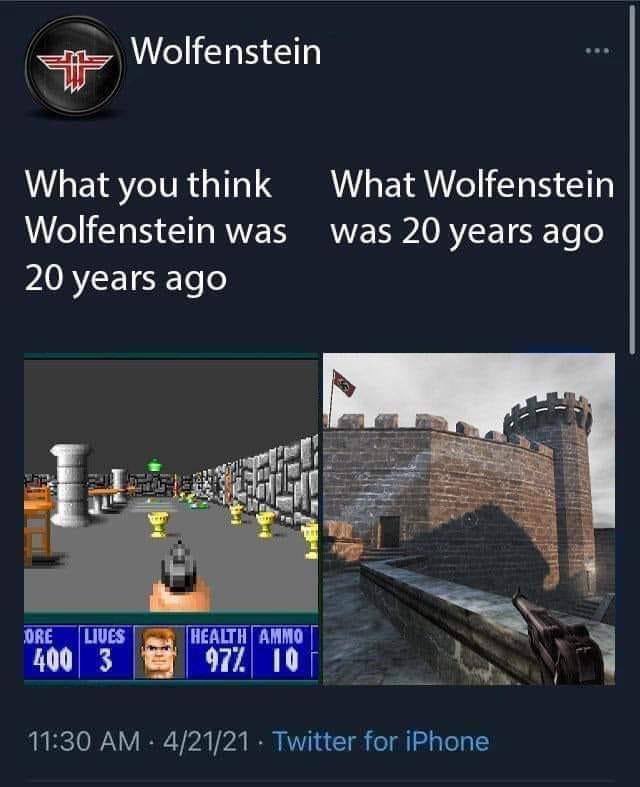 Wolfenstein
What you think
Wolfenstein was
20 years ago
What Wolfenstein
was 20 years ago
ORE LIVES HEALTH AMMO
400 3 97% 10
11:30 AM · 4/21/21 · Twitter for iPhone